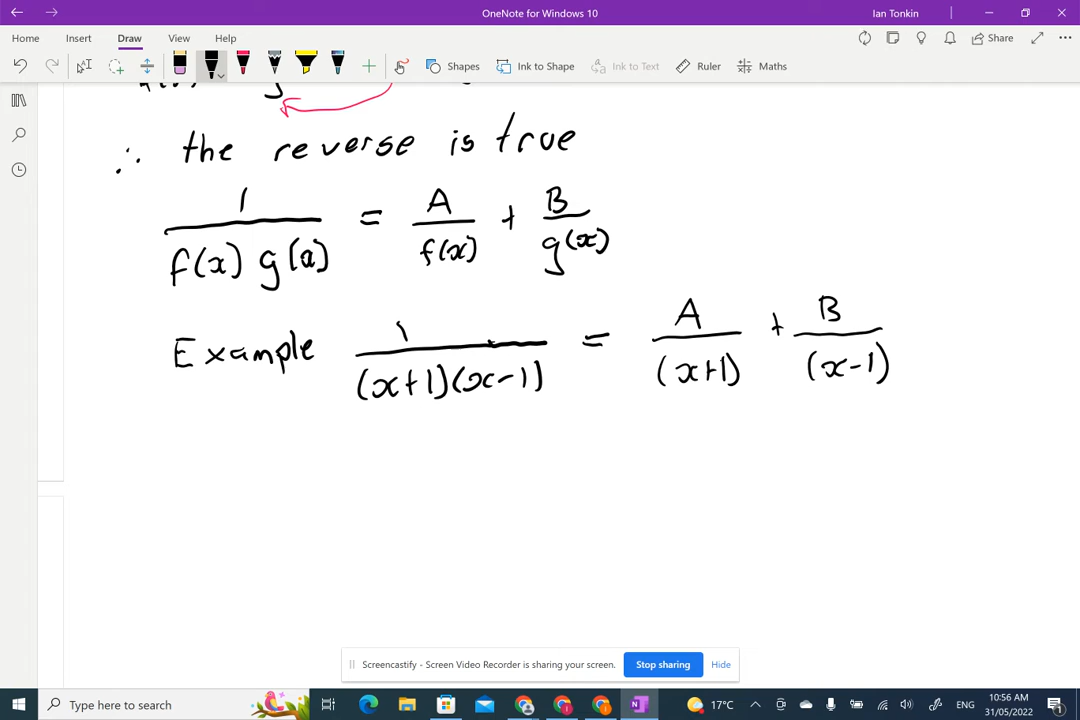 OneNote for Windows 10
Ian Tonkin
Home Insert Draw View Help
Share
Shapes Ink to Shape Ink to Text Ruler Maths
∴ the reverse is true
1/(f(x) g(a)) = A/f(x) + B/g(x)
Example 1/((x+1)(x-1)) = A/(x+1) + B/(x-1)
Screencastify - Screen Video Recorder is sharing your screen. Stop sharing Hide
Type here to search
17°C
ENG
10:56 AM
31/05/2022